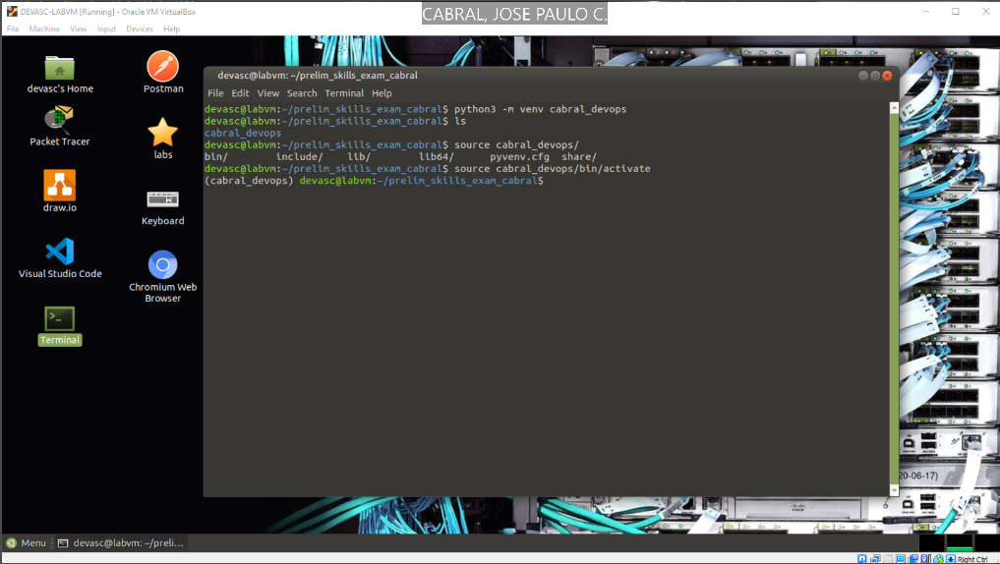 DEVASC-LABVM [Running] - Oracle VM VirtualBox
CABRAL, JOSE PAULO C.
File Machine View Input Devices Help
devasc's Home
Postman
Packet Tracer
labs
draw.io
Keyboard
Visual Studio Code
Chromium Web
Browser
Terminal
devasc@labvm: ~/prelim_skills_exam_cabral
File Edit View Search Terminal Help
devasc@labvm:~/prelim_skills_exam_cabral$ python3 -m venv cabral_devops
devasc@labvm:~/prelim_skills_exam_cabral$ ls
cabral_devops
devasc@labvm:~/prelim_skills_exam_cabral$ source cabral_devops/
bin/ include/ lib/ lib64/ pyvenv.cfg share/
devasc@labvm:~/prelim_skills_exam_cabral$ source cabral_devops/bin/activate
(cabral_devops) devasc@labvm:~/prelim_skills_exam_cabral$
20-06-17)
Menu devasc@labvm: ~/preli...
Right Ctrl